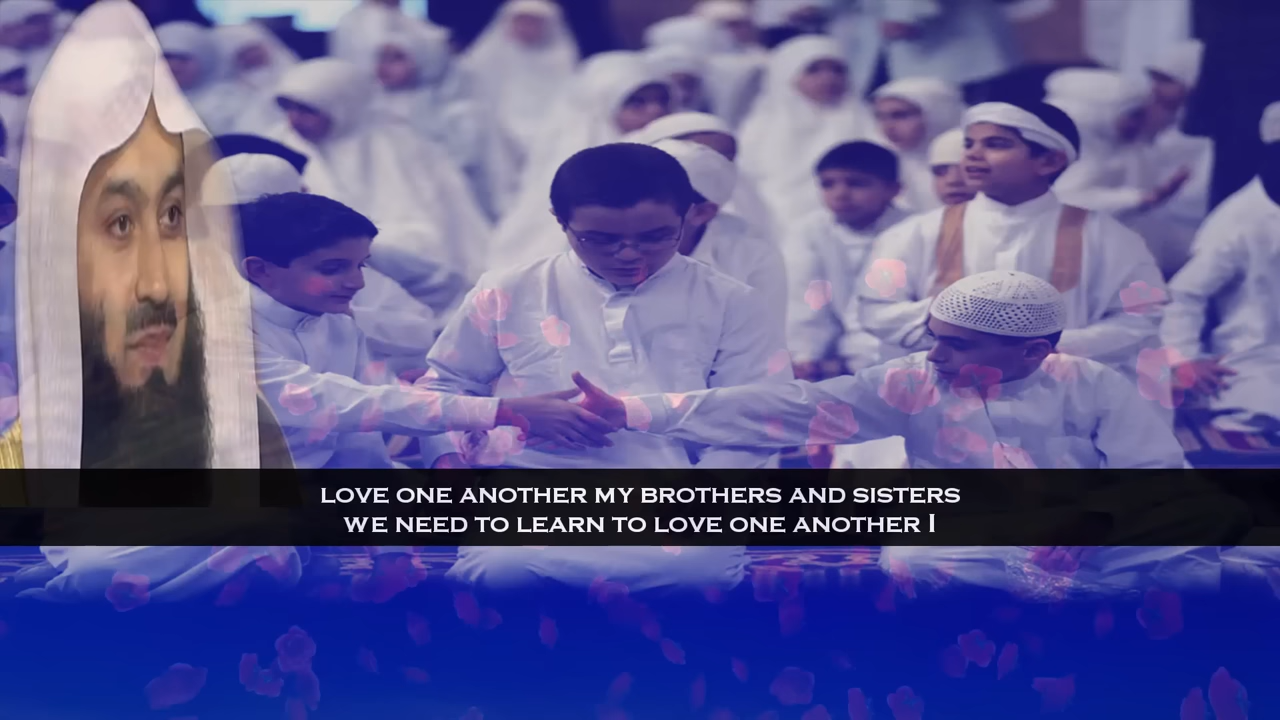 LOVE ONE ANOTHER MY BROTHERS AND SISTERS
WE NEED TO LEARN TO LOVE ONE ANOTHER I